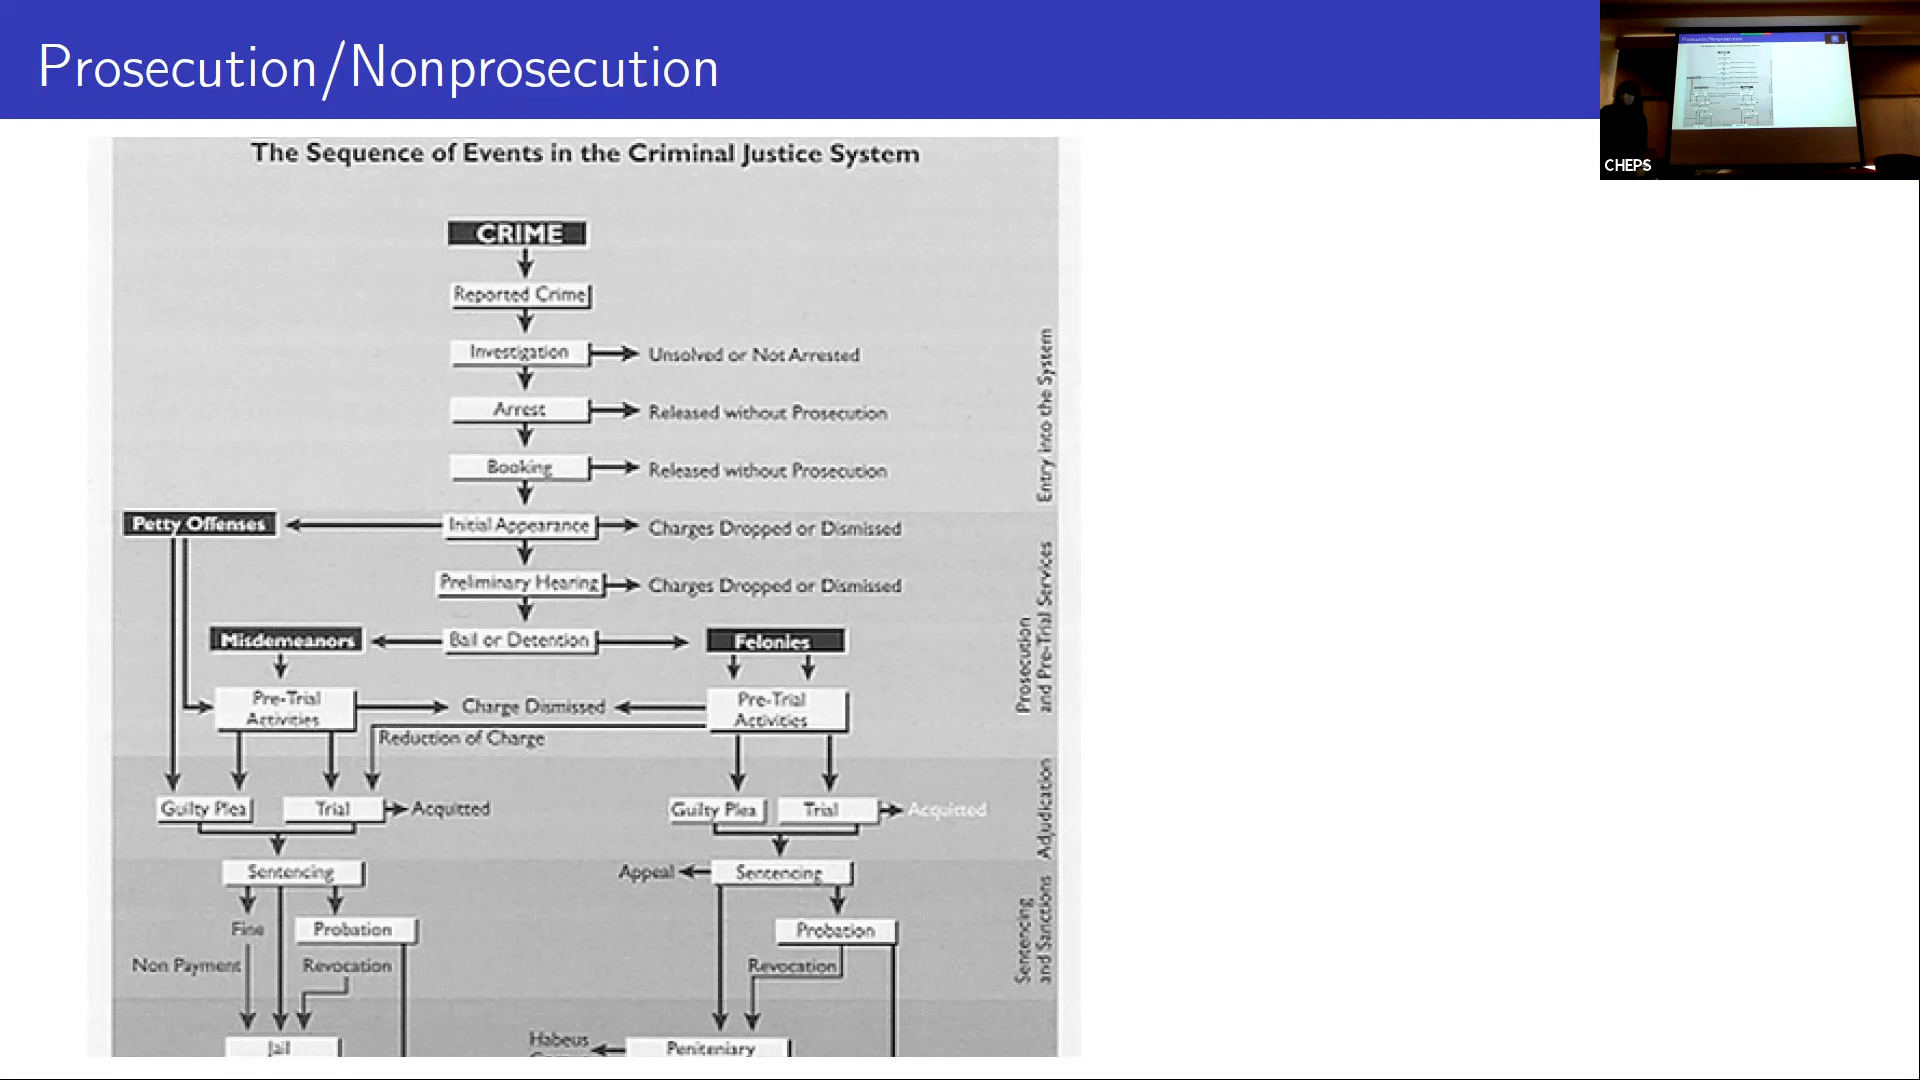 Prosecution/Nonprosecution
CHEPS
The Sequence of Events in the Criminal Justice System
CRIME
Reported Crime
Investigation
Unsolved or Not Arrested
Arrest
Released without Prosecution
Booking
Released without Prosecution
Entry into the System
Petty Offenses
Initial Appearance
Charges Dropped or Dismissed
Preliminary Hearing
Charges Dropped or Dismissed
Misdemeanors
Bail or Detention
Felonies
Prosecution
and Pre-Trial Services
Pre-Trial
Activities
Charge Dismissed
Pre-Trial
Activities
Reduction of Charge
Guilty Plea
Trial
Acquitted
Guilty Plea
Trial
Acquitted
Adjudication
Sentencing
Appeal
Sentencing
Fine
Probation
Probation
Non Payment
Revocation
Revocation
Sentencing
and Sanctions
Jail
Habeus
Peniteniary